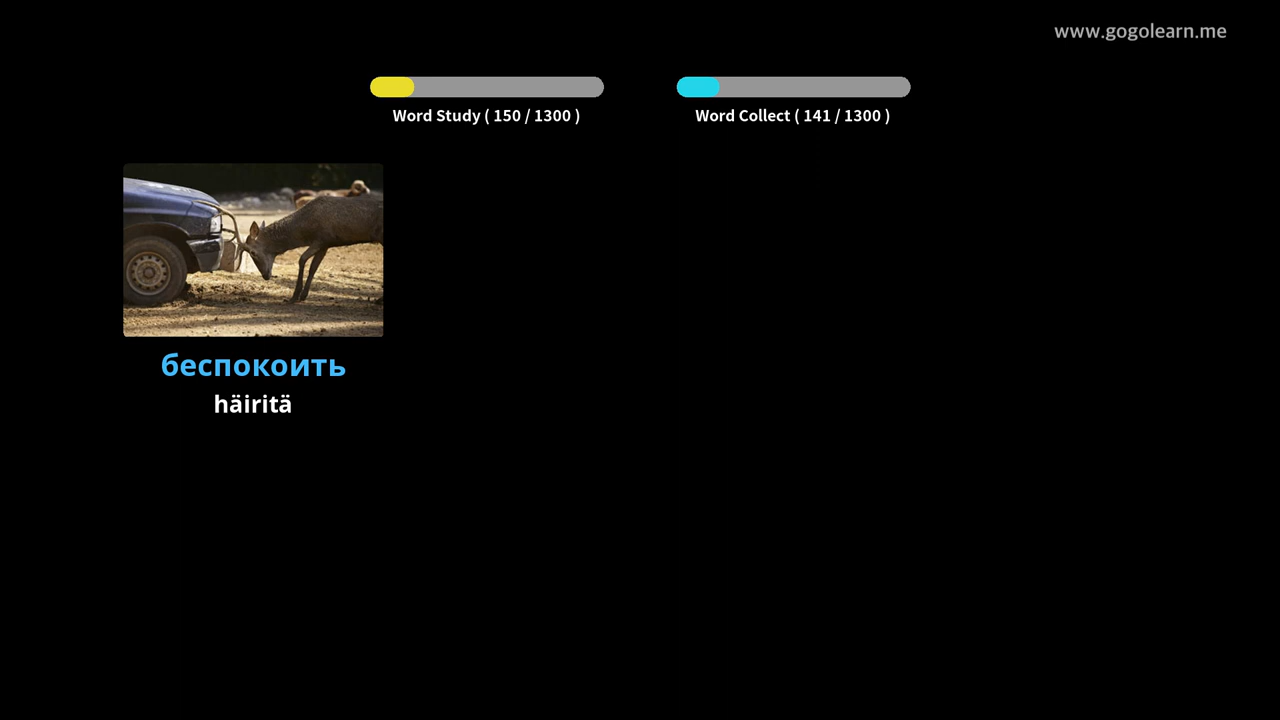 www.gogolearn.me
Word Study ( 150 / 1300 )
Word Collect ( 141 / 1300 )
беспокоить
häiritä